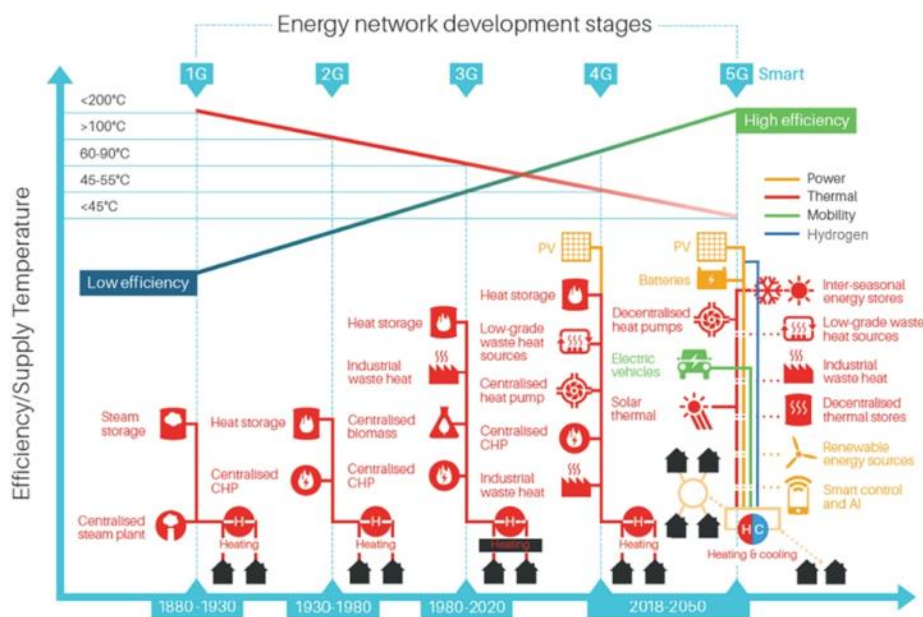 Energy network development stages
1G
2G
3G
4G
5G
Smart
Efficiency/Supply Temperature
<200°C
>100°C
60-90°C
45-55°C
<45°C
High efficiency
Low efficiency
Power
Thermal
Mobility
Hydrogen
Steam
storage
Centralised
steam plant
Heating
Heat storage
Centralised
CHP
Heating
Heat storage
Industrial
waste heat
Centralised
biomass
Centralised
CHP
Heating
PV
Heat storage
Low-grade
waste heat
sources
Centralised
heat pump
Centralised
CHP
Industrial
waste heat
H
Heating
PV
Batteries
Decentralised
heat pumps
Electric
vehicles
Solar
thermal
Inter-seasonal
energy stores
Low-grade waste
heat sources
Industrial
waste heat
Decentralised
thermal stores
Renewable
energy sources
Smart control
and AI
H C
Heating & cooling
H
H
H
1880-1930
1930-1980
1980-2020
2018-2050